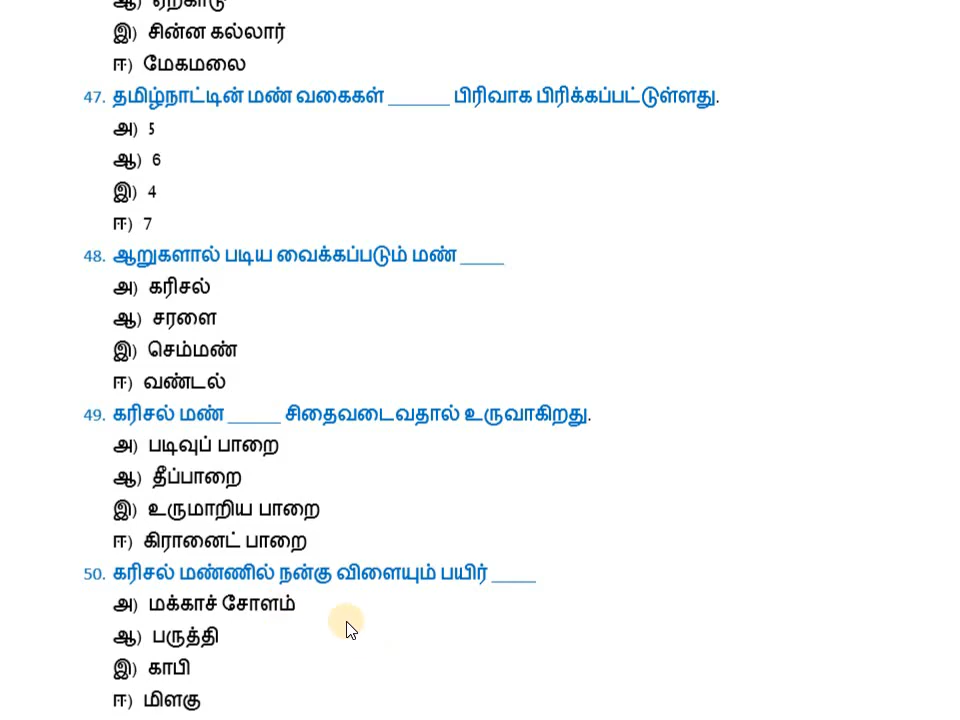 ஆ) ஏற்காடு
இ) சின்ன கல்லார்
ஈ) மேகமலை
47. தமிழ்நாட்டின் மண் வகைகள் ______ பிரிவாக பிரிக்கப்பட்டுள்ளது.
அ) 5
ஆ) 6
இ) 4
ஈ) 7
48. ஆறுகளால் படிய வைக்கப்படும் மண் _____
அ) கரிசல்
ஆ) சரளை
இ) செம்மண்
ஈ) வண்டல்
49. கரிசல் மண் ______ சிதைவடைவதால் உருவாகிறது.
அ) படிவுப் பாறை
ஆ) தீப்பாறை
இ) உருமாறிய பாறை
ஈ) கிரானைட் பாறை
50. கரிசல் மண்ணில் நன்கு விளையும் பயிர் _____
அ) மக்காச் சோளம்
ஆ) பருத்தி
இ) காபி
ஈ) மிளகு